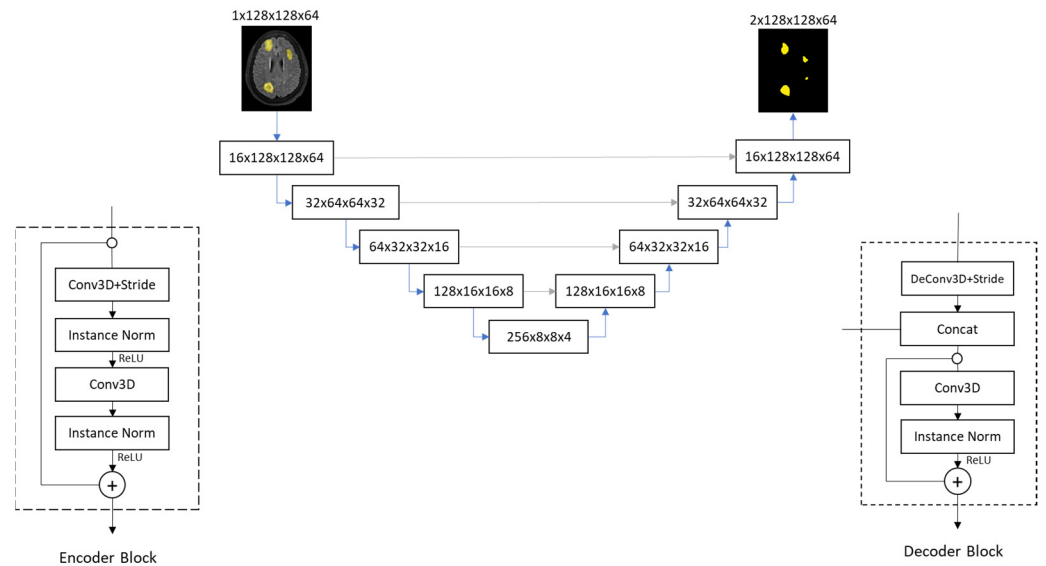 1x128x128x64
2x128x128x64
16x128x128x64
16x128x128x64
32x64x64x32
32x64x64x32
64x32x32x16
64x32x32x16
128x16x16x8
128x16x16x8
256x8x8x4
Conv3D+Stride
Instance Norm
ReLU
Conv3D
Instance Norm
ReLU
+
Encoder Block
DeConv3D+Stride
Concat
Conv3D
Instance Norm
ReLU
+
Decoder Block